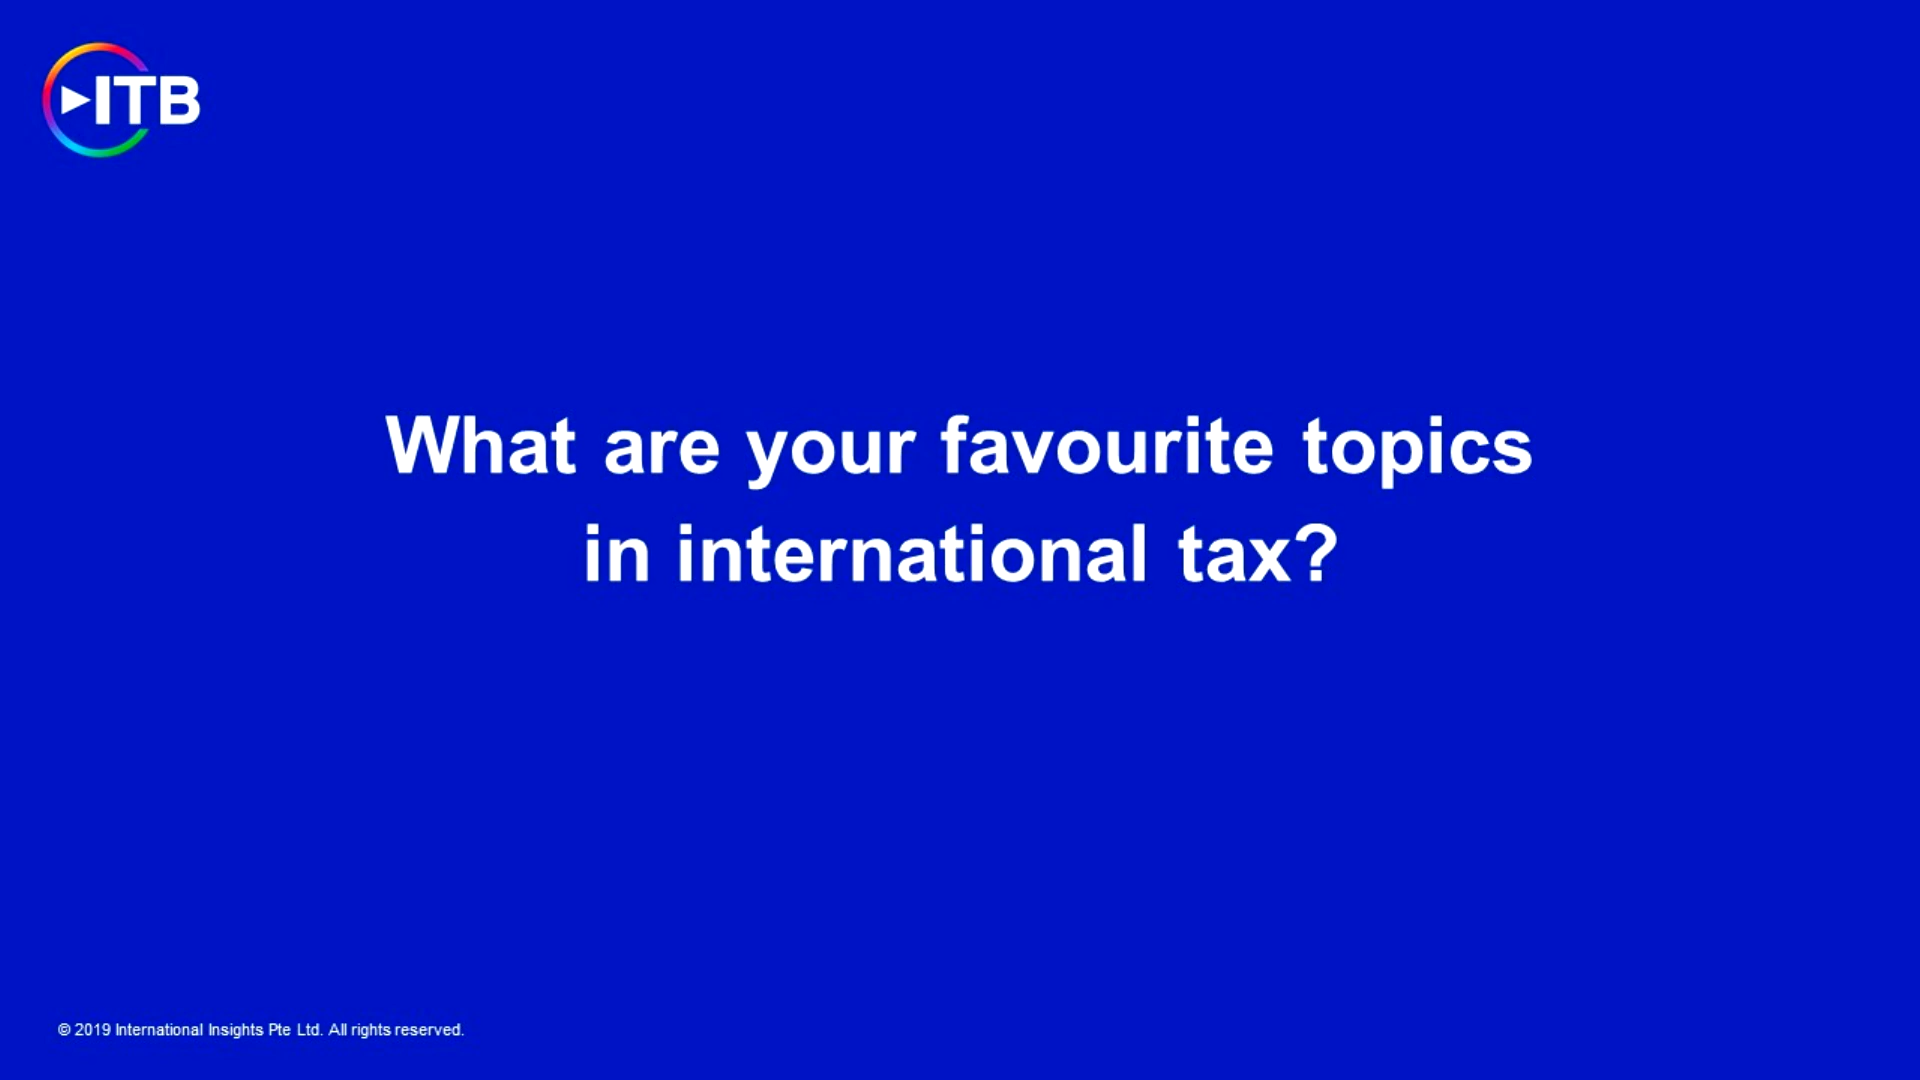 ITB
What are your favourite topics
in international tax?
© 2019 International Insights Pte Ltd. All rights reserved.